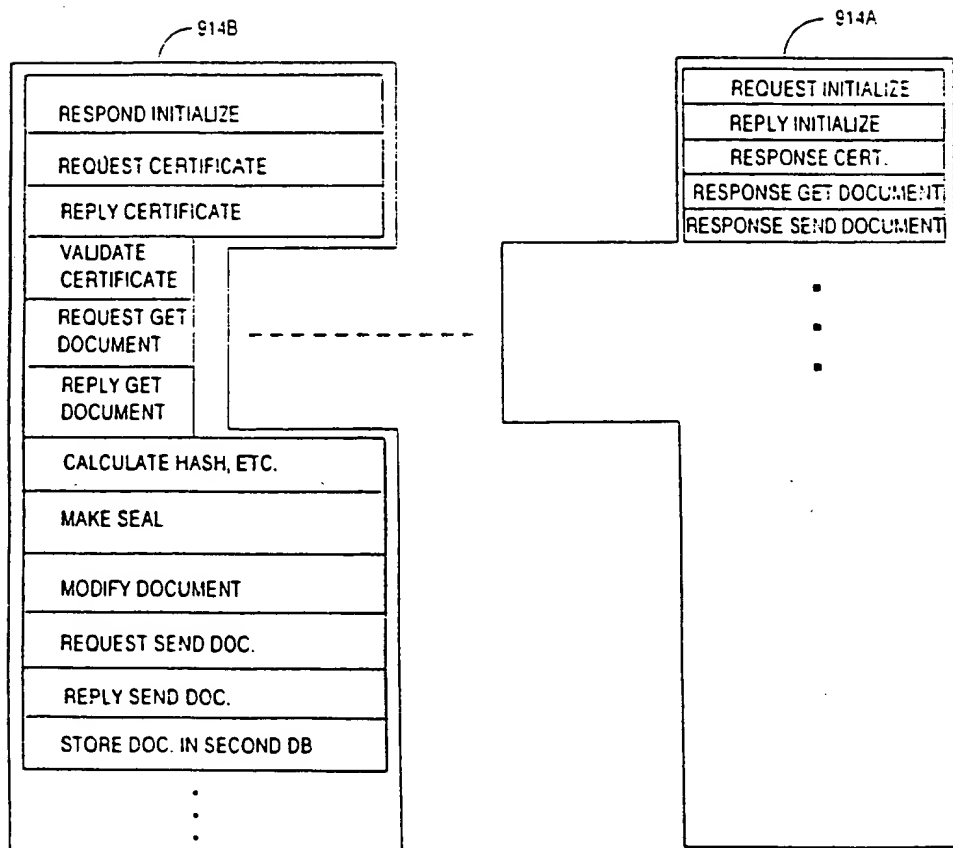 914B
RESPOND INITIALIZE
REQUEST CERTIFICATE
REPLY CERTIFICATE
VALIDATE
CERTIFICATE
REQUEST GET
DOCUMENT
REPLY GET
DOCUMENT
CALCULATE HASH, ETC.
MAKE SEAL
MODIFY DOCUMENT
REQUEST SEND DOC.
REPLY SEND DOC.
STORE DOC. IN SECOND DB
914A
REQUEST INITIALIZE
REPLY INITIALIZE
RESPONSE CERT.
RESPONSE GET DOCUMENT
RESPONSE SEND DOCUMENT